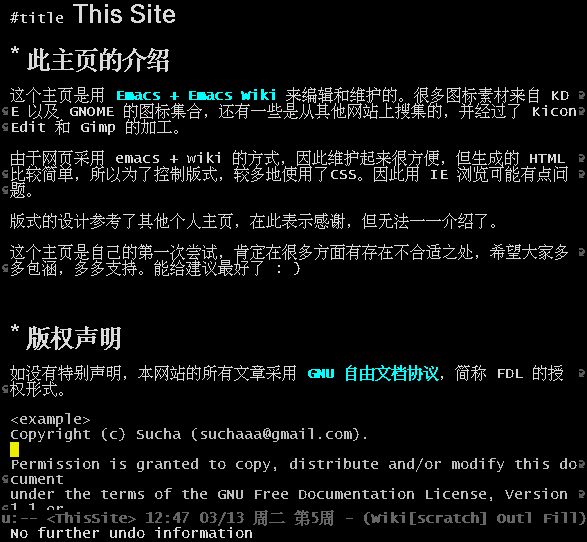 #title This Site
* 此主页的介绍
这个主页是用 Emacs + Emacs Wiki 来编辑和维护的。很多图标素材来自 KD
E 以及 GNOME 的图标集合，还有一些是从其他网站上搜集的，并经过了 Kicon
Edit 和 Gimp 的加工。
由于网页采用 emacs + wiki 的方式，因此维护起来很方便，但生成的 HTML
比较简单，所以为了控制版式，较多地使用了CSS。因此用 IE 浏览可能有点问
题。
版式的设计参考了其他个人主页，在此表示感谢，但无法一一介绍了。
这个主页是自己的第一次尝试，肯定在很多方面有存在不合适之处，希望大家多
多包涵，多多支持。能给建议最好了 : )
* 版权声明
如没有特别声明，本网站的所有文章采用 GNU 自由文档协议，简称 FDL 的授
权形式。
<example>
Copyright (c) Sucha (suchaaa@gmail.com).
Permission is granted to copy, distribute and/or modify this do
cument
under the terms of the GNU Free Documentation License, Version
1.1 or
u:-- <ThisSite> 12:47 03/13 周二 第5周 - (Wiki[scratch] Outl Fill)
No further undo information